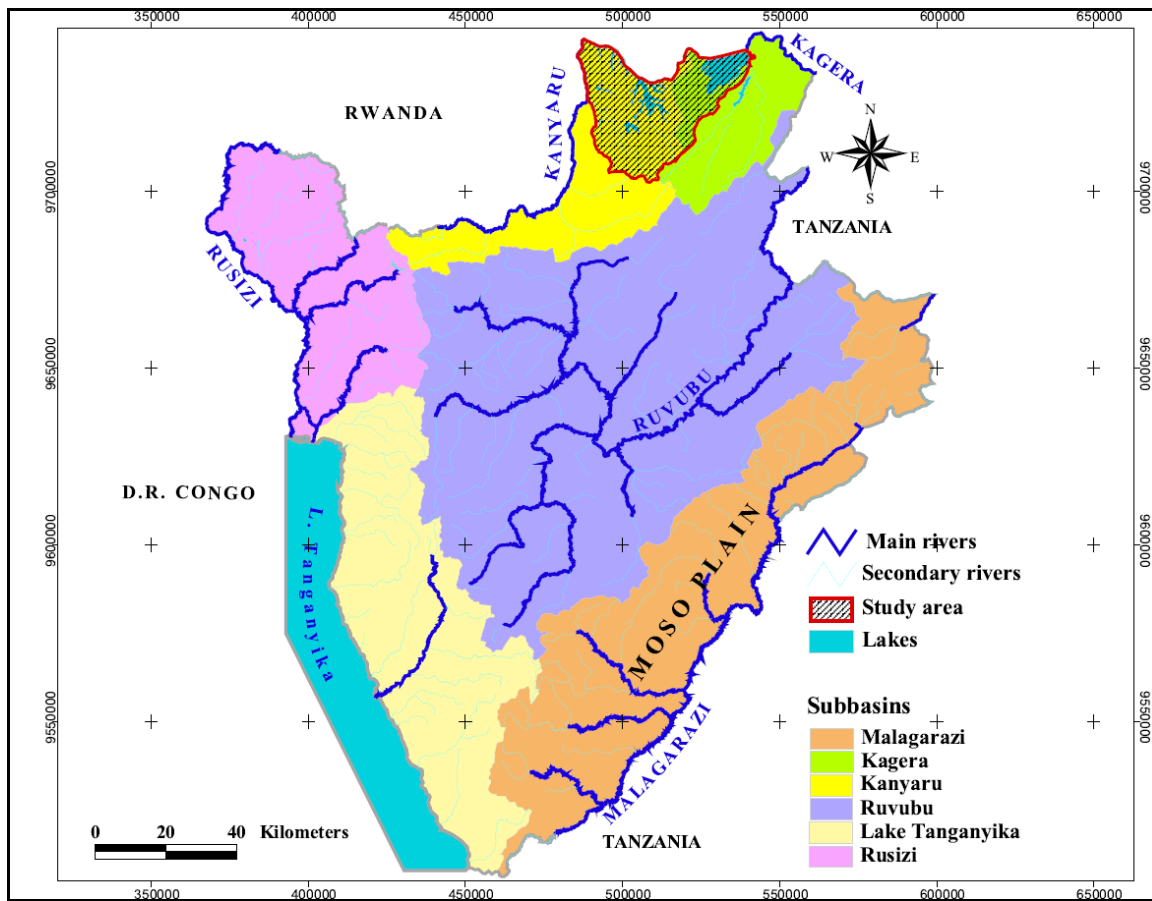 350000 400000 450000 500000 550000 600000 650000
KAGERA
KANYARU
RWANDA
N
W E
S
9700000 9700000
TANZANIA
RUSIZI
9650000 9650000
RUVUBU
D.R. CONGO
L. Tanganyika
MOSO PLAIN
9600000 9600000
Main rivers
Secondary rivers
Study area
Lakes
9550000 9550000
MALAGARAZI
Subbasins
Malagarazi
Kagera
Kanyaru
Ruvubu
Lake Tanganyika
Rusizi
0 20 40 Kilometers
TANZANIA
350000 400000 450000 500000 550000 600000 650000